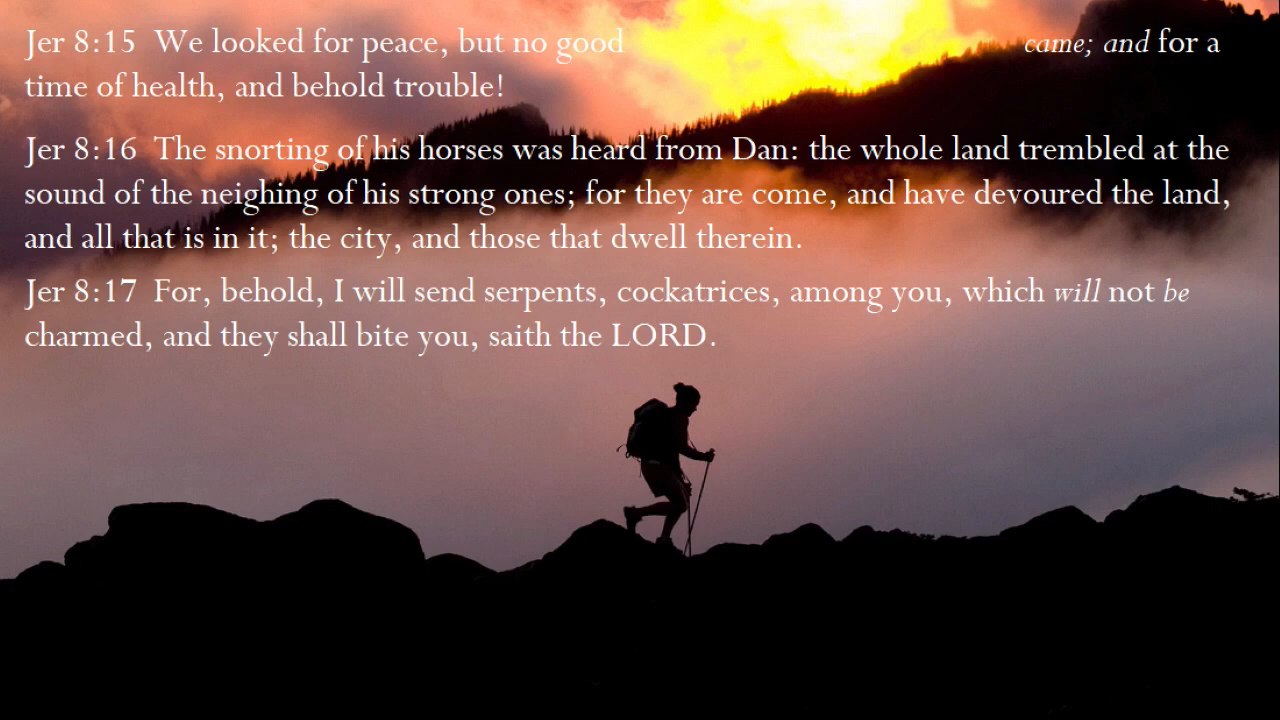 Jer 8:15 We looked for peace, but no good came; and for a
time of health, and behold trouble!
Jer 8:16 The snorting of his horses was heard from Dan: the whole land trembled at the
sound of the neighing of his strong ones; for they are come, and have devoured the land,
and all that is in it; the city, and those that dwell therein.
Jer 8:17 For, behold, I will send serpents, cockatrices, among you, which will not be
charmed, and they shall bite you, saith the LORD.